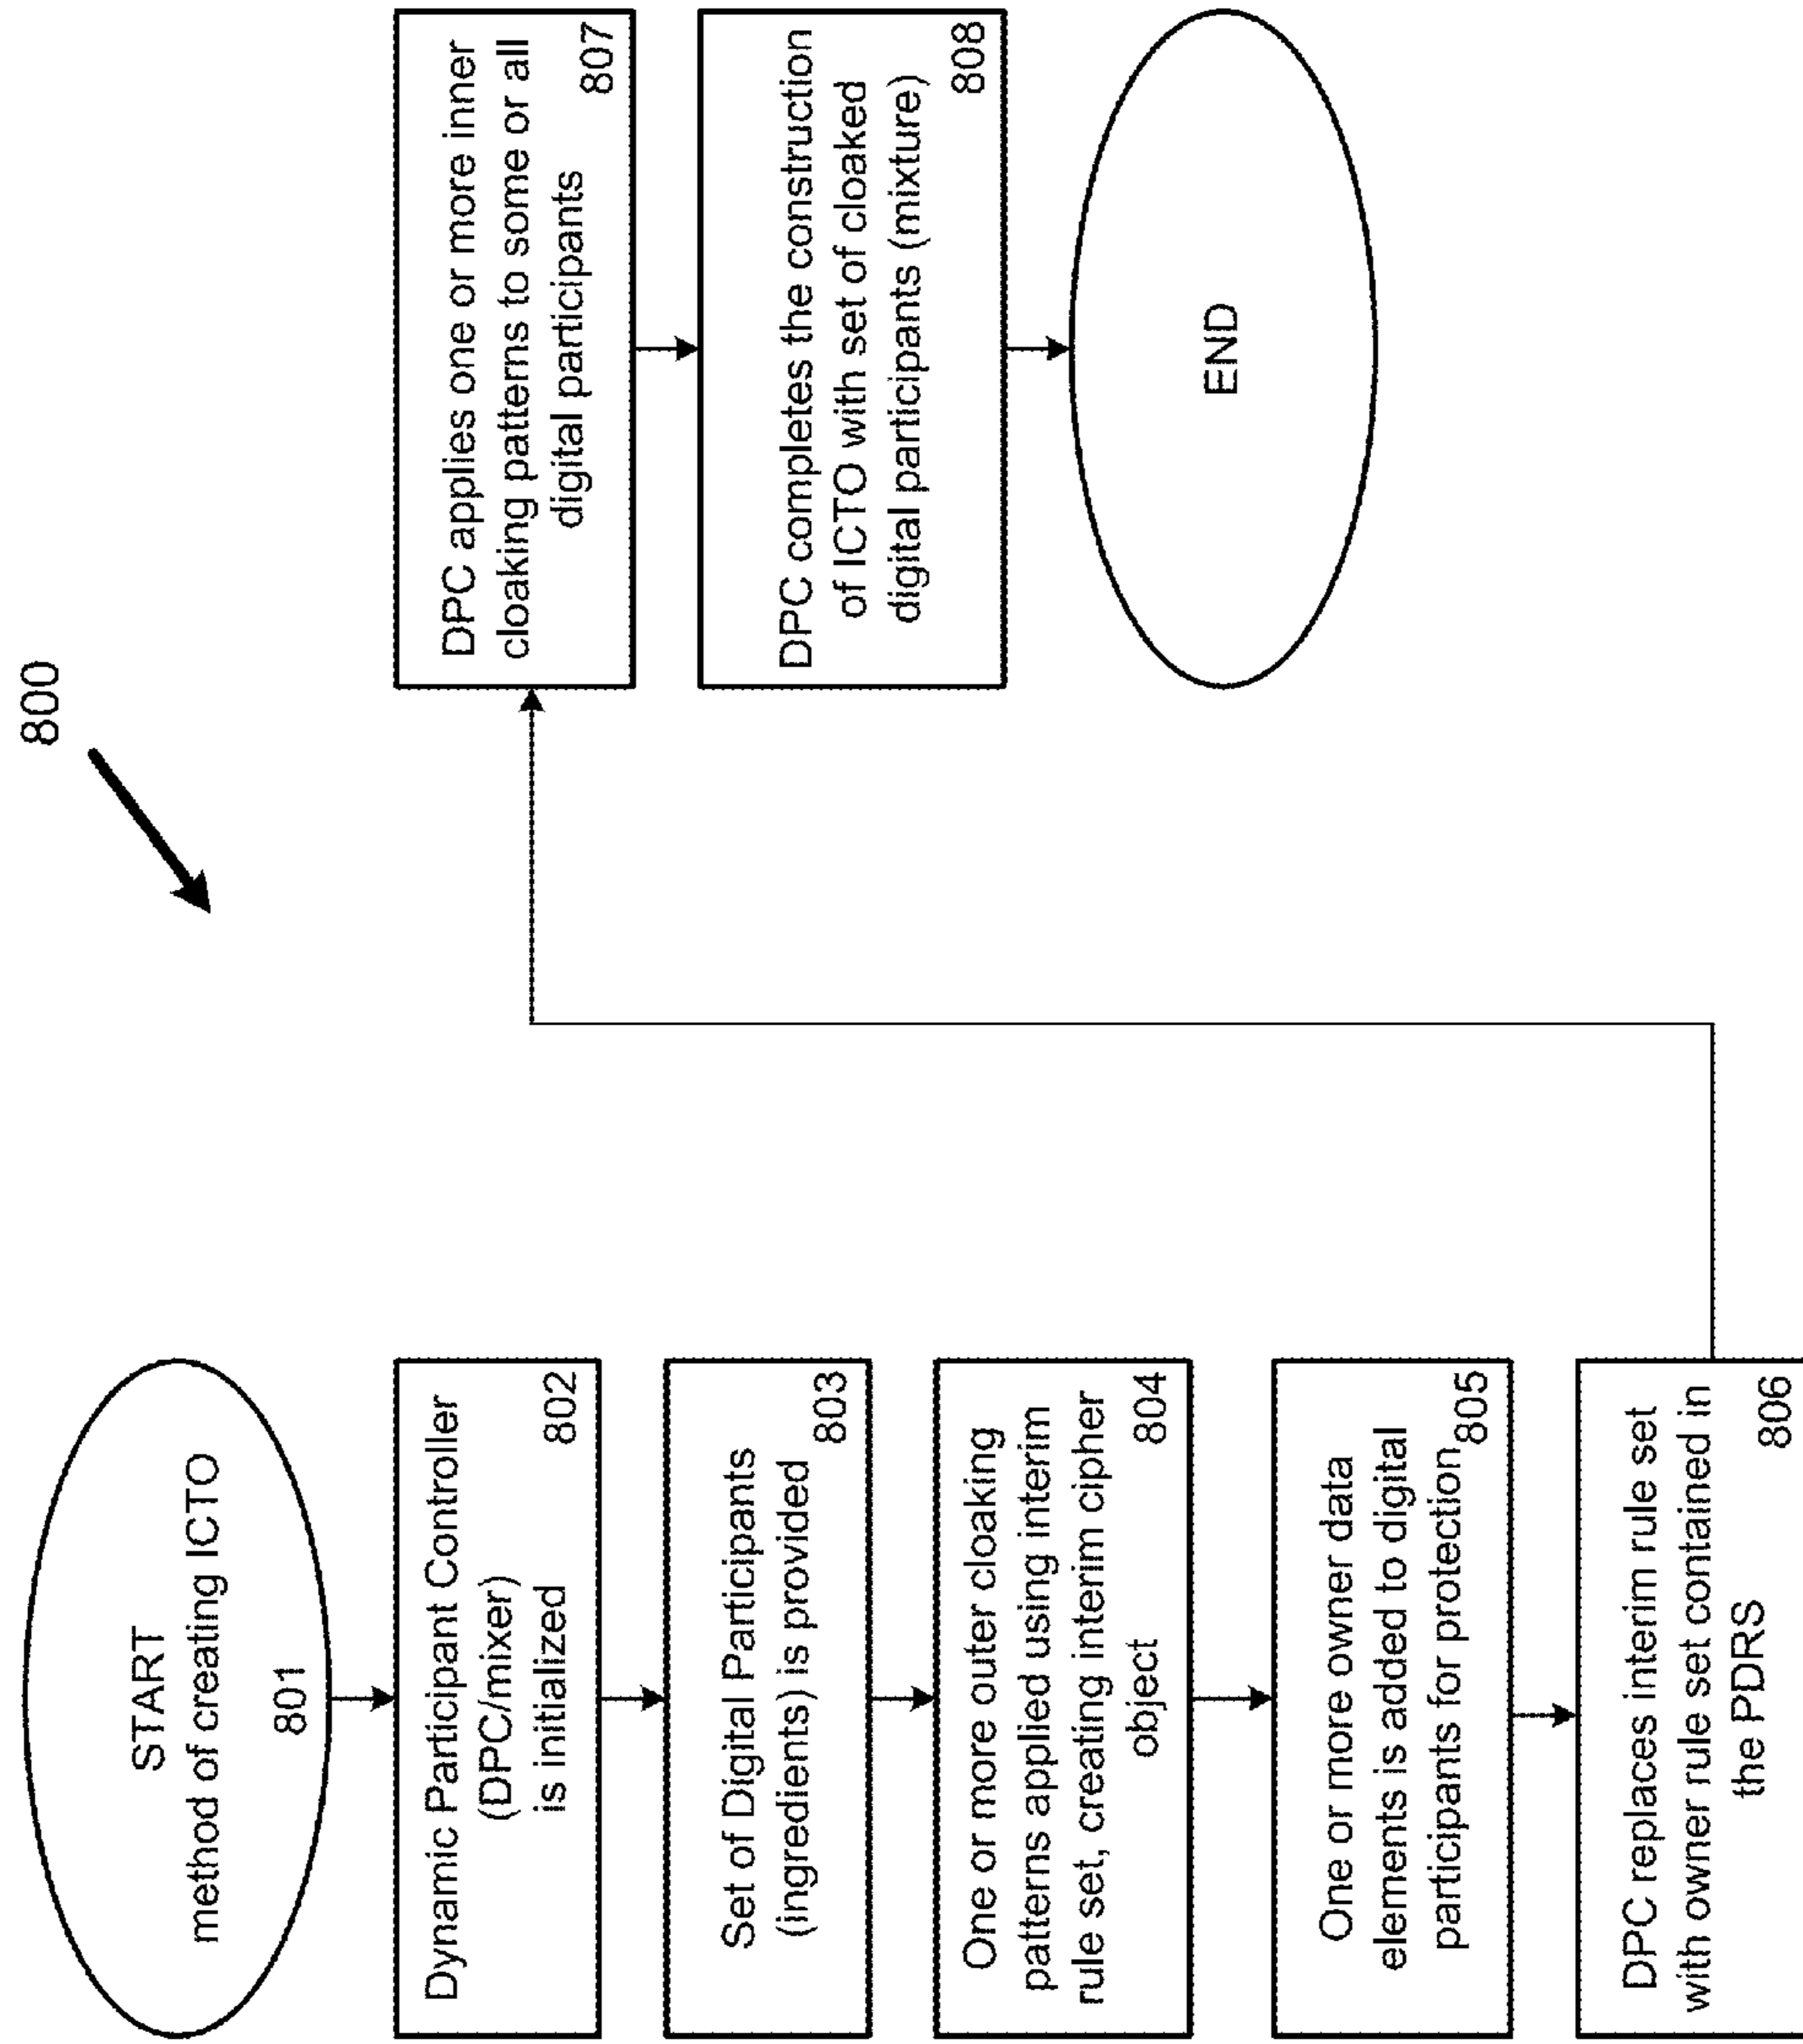 800
START
method of creating ICTO
801
Dynamic Participant Controller
(DPC/mixer)
is initialized
802
Set of Digital Participants
(ingredients) is provided
803
One or more outer cloaking
patterns applied using interim
rule set, creating interim cipher
object
804
One or more owner data
elements is added to digital
participants for protection
805
DPC replaces interim rule set
with owner rule set contained in
the PDRS
806
DPC applies one or more inner
cloaking patterns to some or all
digital participants
807
DPC completes the construction
of ICTO with set of cloaked
digital participants (mixture)
808
END